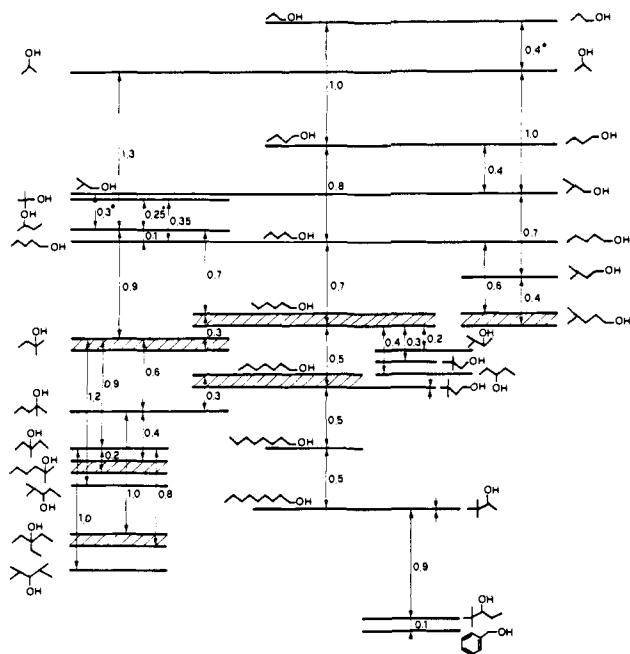 OH OH
OH 0.4* OH
1.0
OH OH
1.3 0.4 1.0
OH
OH 0.8 OH
OH 0.3* 0.25* 0.35
OH 0.1 OH OH
0.7 0.7
0.9 0.6 OH
OH 0.7 0.4
0.3 OH
OH 0.4 0.3 0.2 OH
0.6 0.5 OH
0.9 OH OH
1.2 0.3 OH
OH 0.4 0.5
OH 0.2 OH
OH 0.5
OH 1.0 0.8 OH OH
OH 1.0
0.9
OH OH
0.1 OH